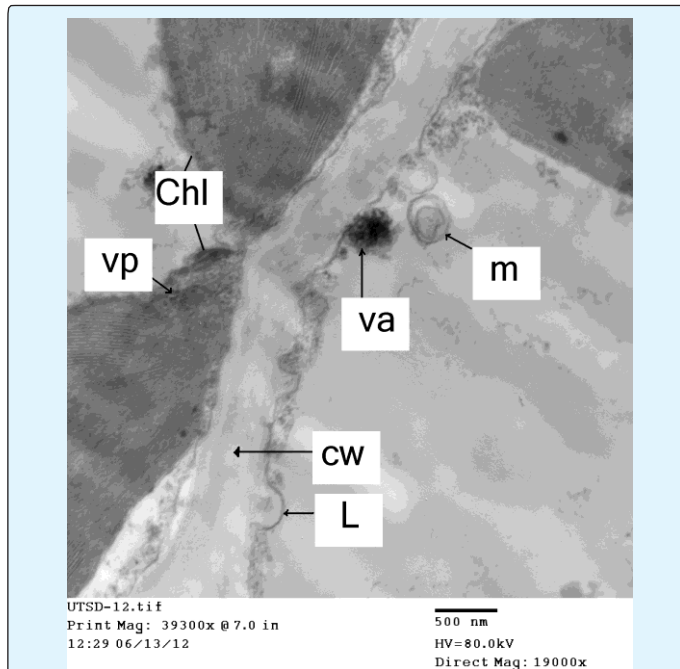 Chl
vp
va
m
cw
L
UTSD-12.tif
Print Mag: 39300x @ 7.0 in
12:29 06/13/12
500 nm
HV=80.0kV
Direct Mag: 19000x